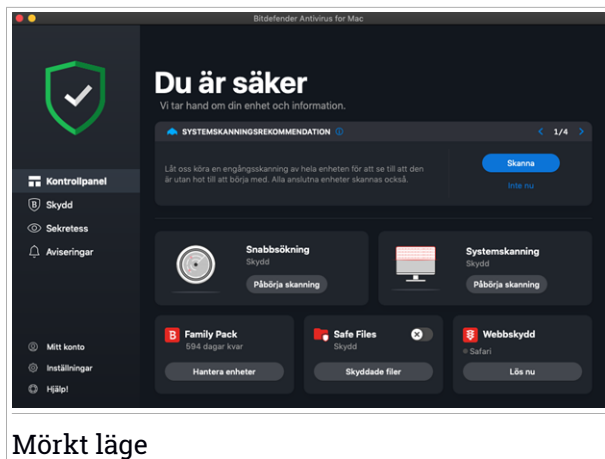 Bitdefender Antivirus for Mac
Du är säker
Vi tar hand om din enhet och information.
SYSTEMSKANNINGSREKOMMENDATION
1/4
Låt oss köra en engångsskanning av hela enheten för att se till att den
är utan hot till att börja med. Alla anslutna enheter skannas också.
Skanna
Inte nu
Kontrollpanel
Skydd
Sekretess
Aviseringar
Snabbsökning
Skydd
Påbörja skanning
Systemskanning
Skydd
Påbörja skanning
Family Pack
594 dagar kvar
Hantera enheter
Safe Files
Skydd
Skyddade filer
Webbskydd
Safari
Lös nu
Mitt konto
Inställningar
Hjälp!
Mörkt läge